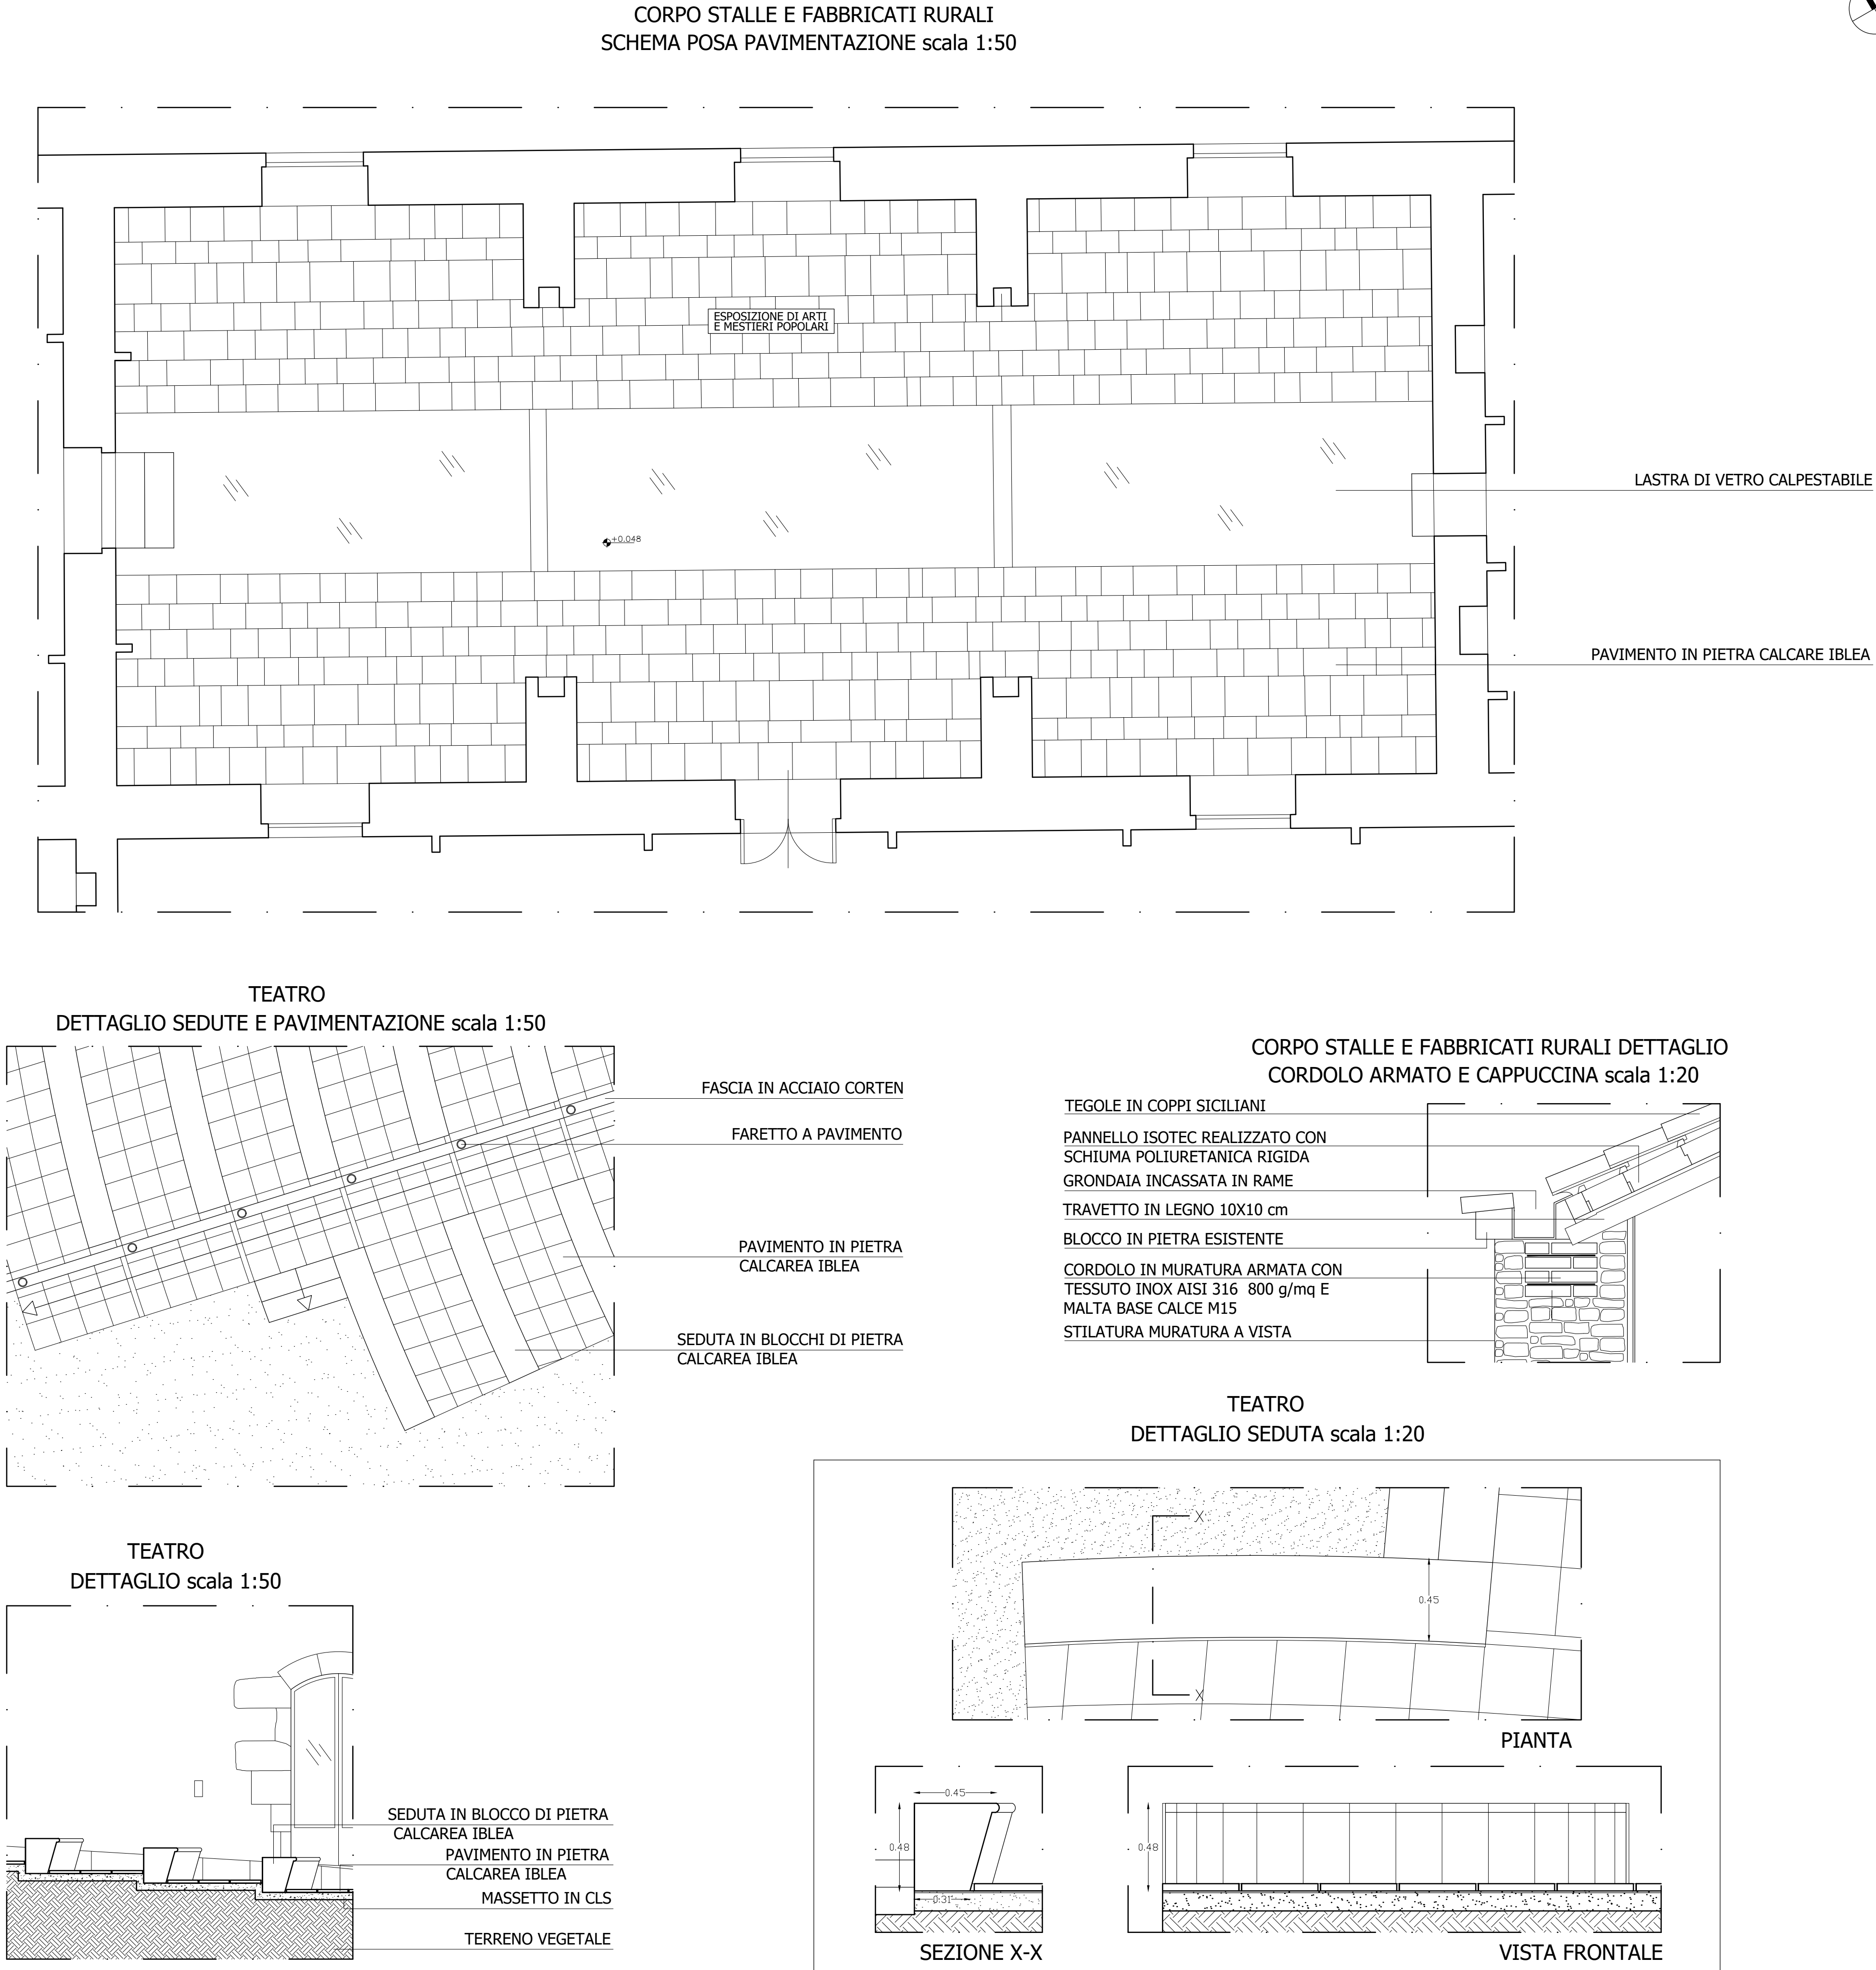 CORPO STALLE E FABBRICATI RURALI
SCHEMA POSA PAVIMENTAZIONE scala 1:50
ESPOSIZIONE DI ARTI
E MESTIERI POPOLARI
LASTRA DI VETRO CALPESTABILE
+0.048
PAVIMENTO IN PIETRA CALCARE IBLEA
TEATRO
DETTAGLIO SEDUTE E PAVIMENTAZIONE scala 1:50
FASCIA IN ACCIAIO CORTEN
FARETTO A PAVIMENTO
PAVIMENTO IN PIETRA
CALCAREA IBLEA
SEDUTA IN BLOCCHI DI PIETRA
CALCAREA IBLEA
CORPO STALLE E FABBRICATI RURALI DETTAGLIO
CORDOLO ARMATO E CAPPUCCINA scala 1:20
TEGOLE IN COPPI SICILIANI
PANNELLO ISOTEC REALIZZATO CON
SCHIUMA POLIURETANICA RIGIDA
GRONDAIA INCASSATA IN RAME
TRAVETTO IN LEGNO 10X10 cm
BLOCCO IN PIETRA ESISTENTE
CORDOLO IN MURATURA ARMATA CON
TESSUTO INOX AISI 316 800 g/mq E
MALTA BASE CALCE M15
STILATURA MURATURA A VISTA
TEATRO
DETTAGLIO SEDUTA scala 1:20
X
0.45
X
PIANTA
TEATRO
DETTAGLIO scala 1:50
SEDUTA IN BLOCCO DI PIETRA
CALCAREA IBLEA
PAVIMENTO IN PIETRA
CALCAREA IBLEA
MASSETTO IN CLS
TERRENO VEGETALE
0.45
0.48
0.31
SEZIONE X-X
0.48
VISTA FRONTALE